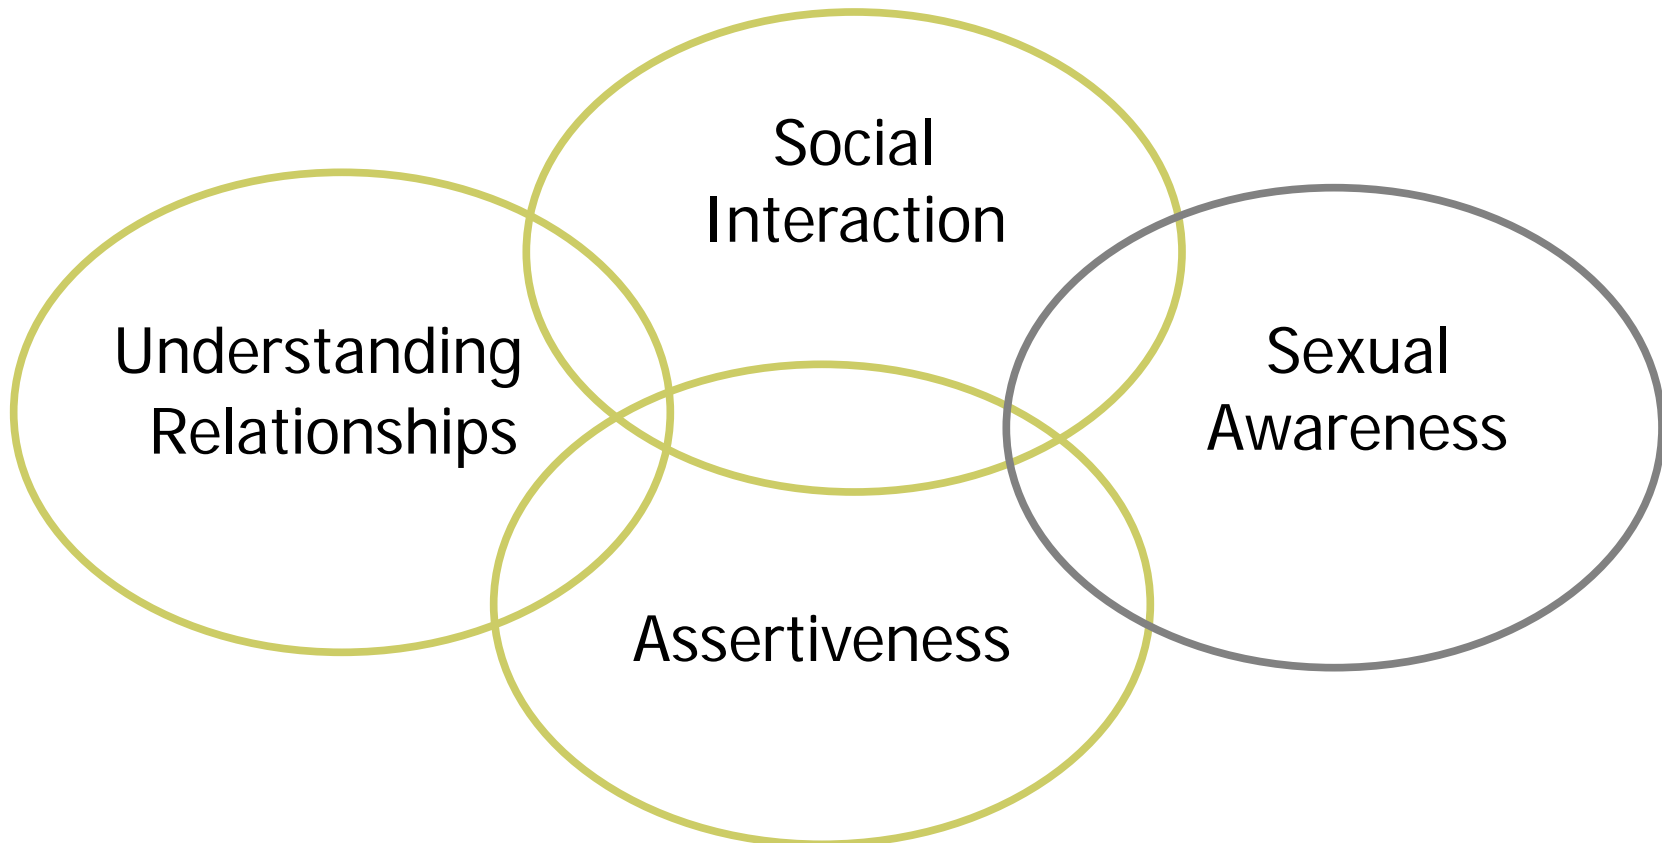 Social
Interaction
Understanding
Relationships
Sexual
Awareness
Assertiveness